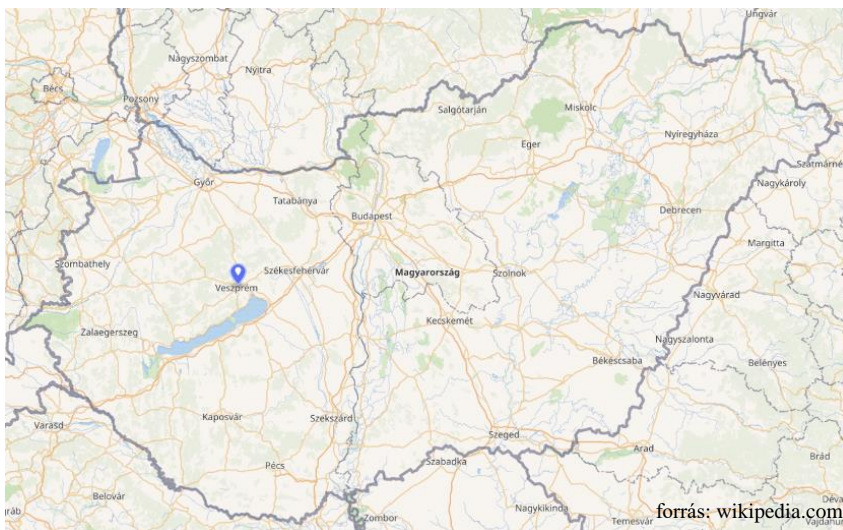 Ungvár
Nagyszombat
Nyitra
Bécs
Pozsony
Salgótarján
Miskolc
Nyíregyháza
Eger
Szatmárné
Nagykároly
Győr
Tatabánya
Budapest
Debrecen
Margitta
Szombathely
Székesfehérvár
Magyarország
Szolnok
Veszprém
Nagyvárad
Kecskemét
Zalaegerszeg
Nagyszalonta
Békéscsaba
Belényes
Kaposvár
Szekszárd
Varasd
Szeged
Arad
Pécs
Szabadka
Brád
Belovár
Déva
Nagykikinda
forrás: wikipedia.com
gráb
Zombor
Temesvár
Vajdahun